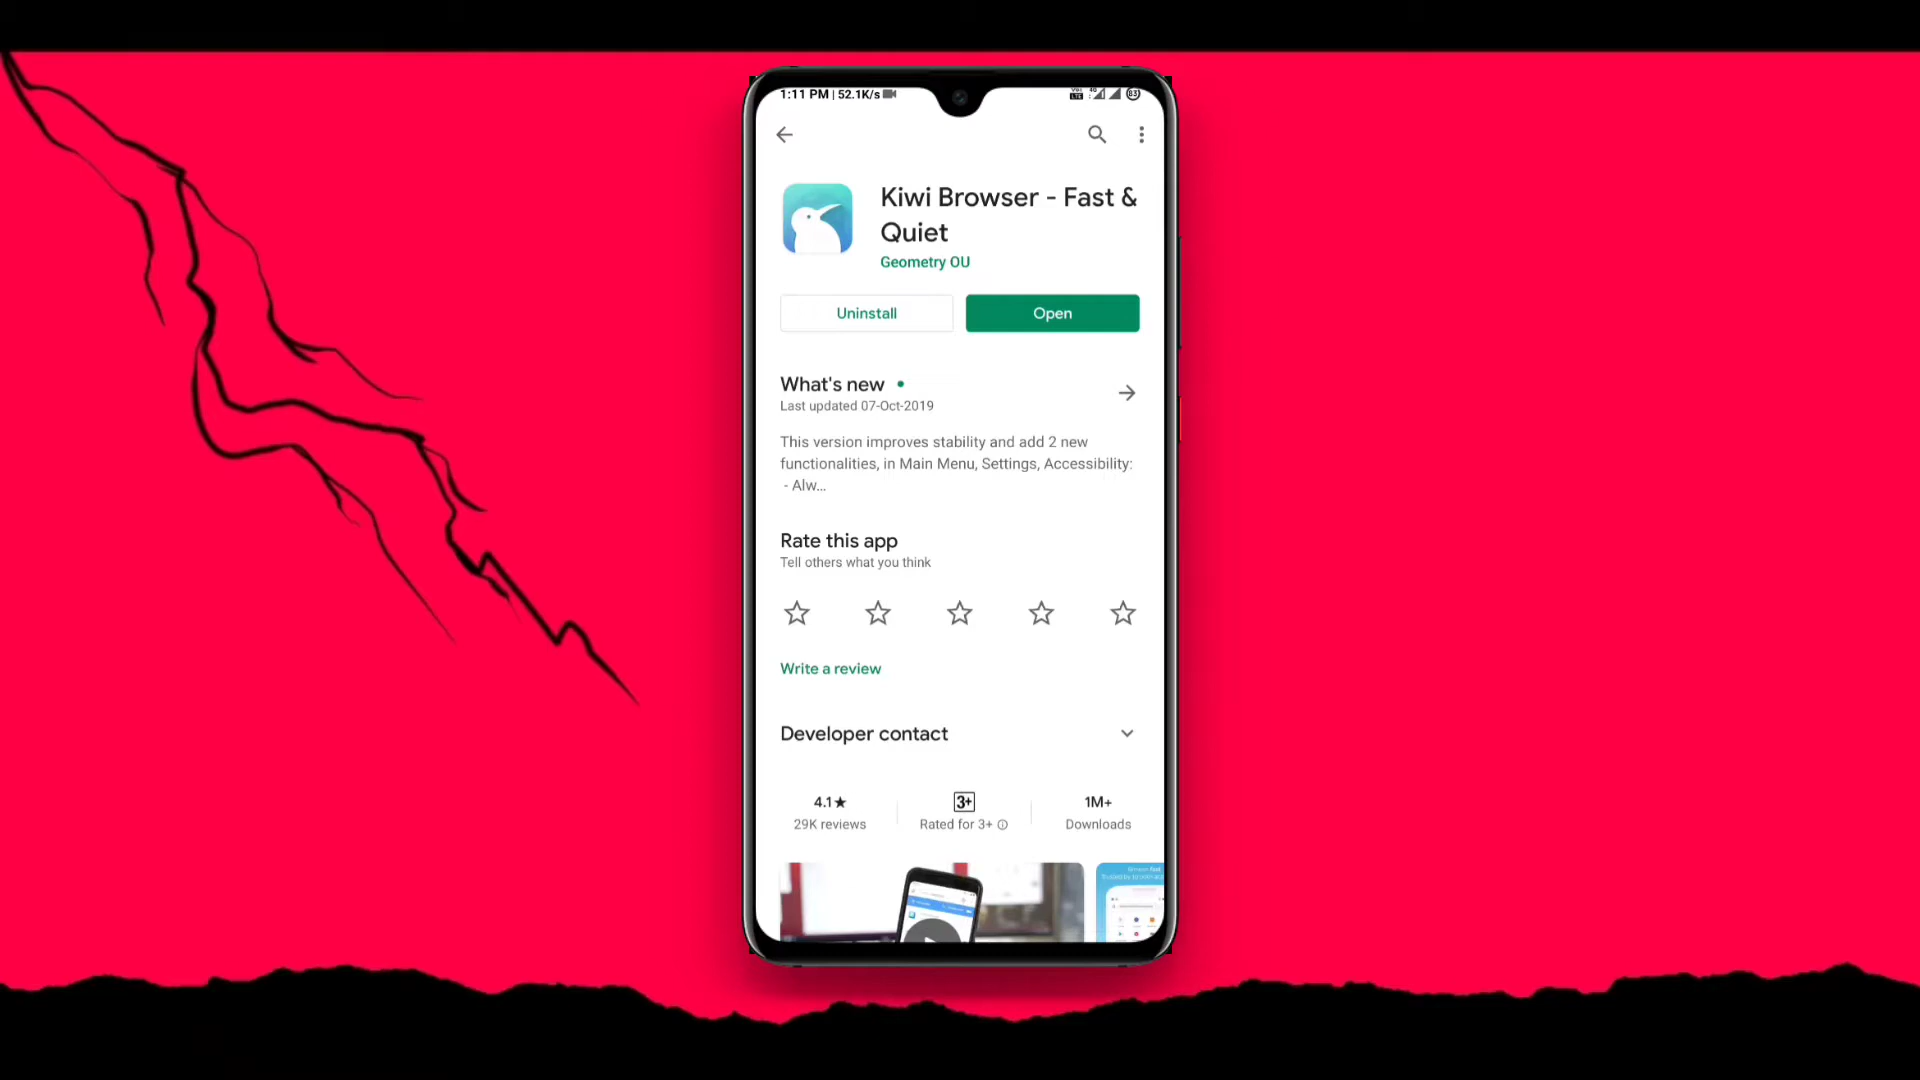 1:11 PM | 52.1K/s
83
Kiwi Browser - Fast &
Quiet
Geometry OU
Uninstall
Open
What's new
Last updated 07-Oct-2019
This version improves stability and add 2 new
functionalities, in Main Menu, Settings, Accessibility:
- Alw...
Rate this app
Tell others what you think
Write a review
Developer contact
4.1★
3+
1M+
29K reviews
Rated for 3+
Downloads